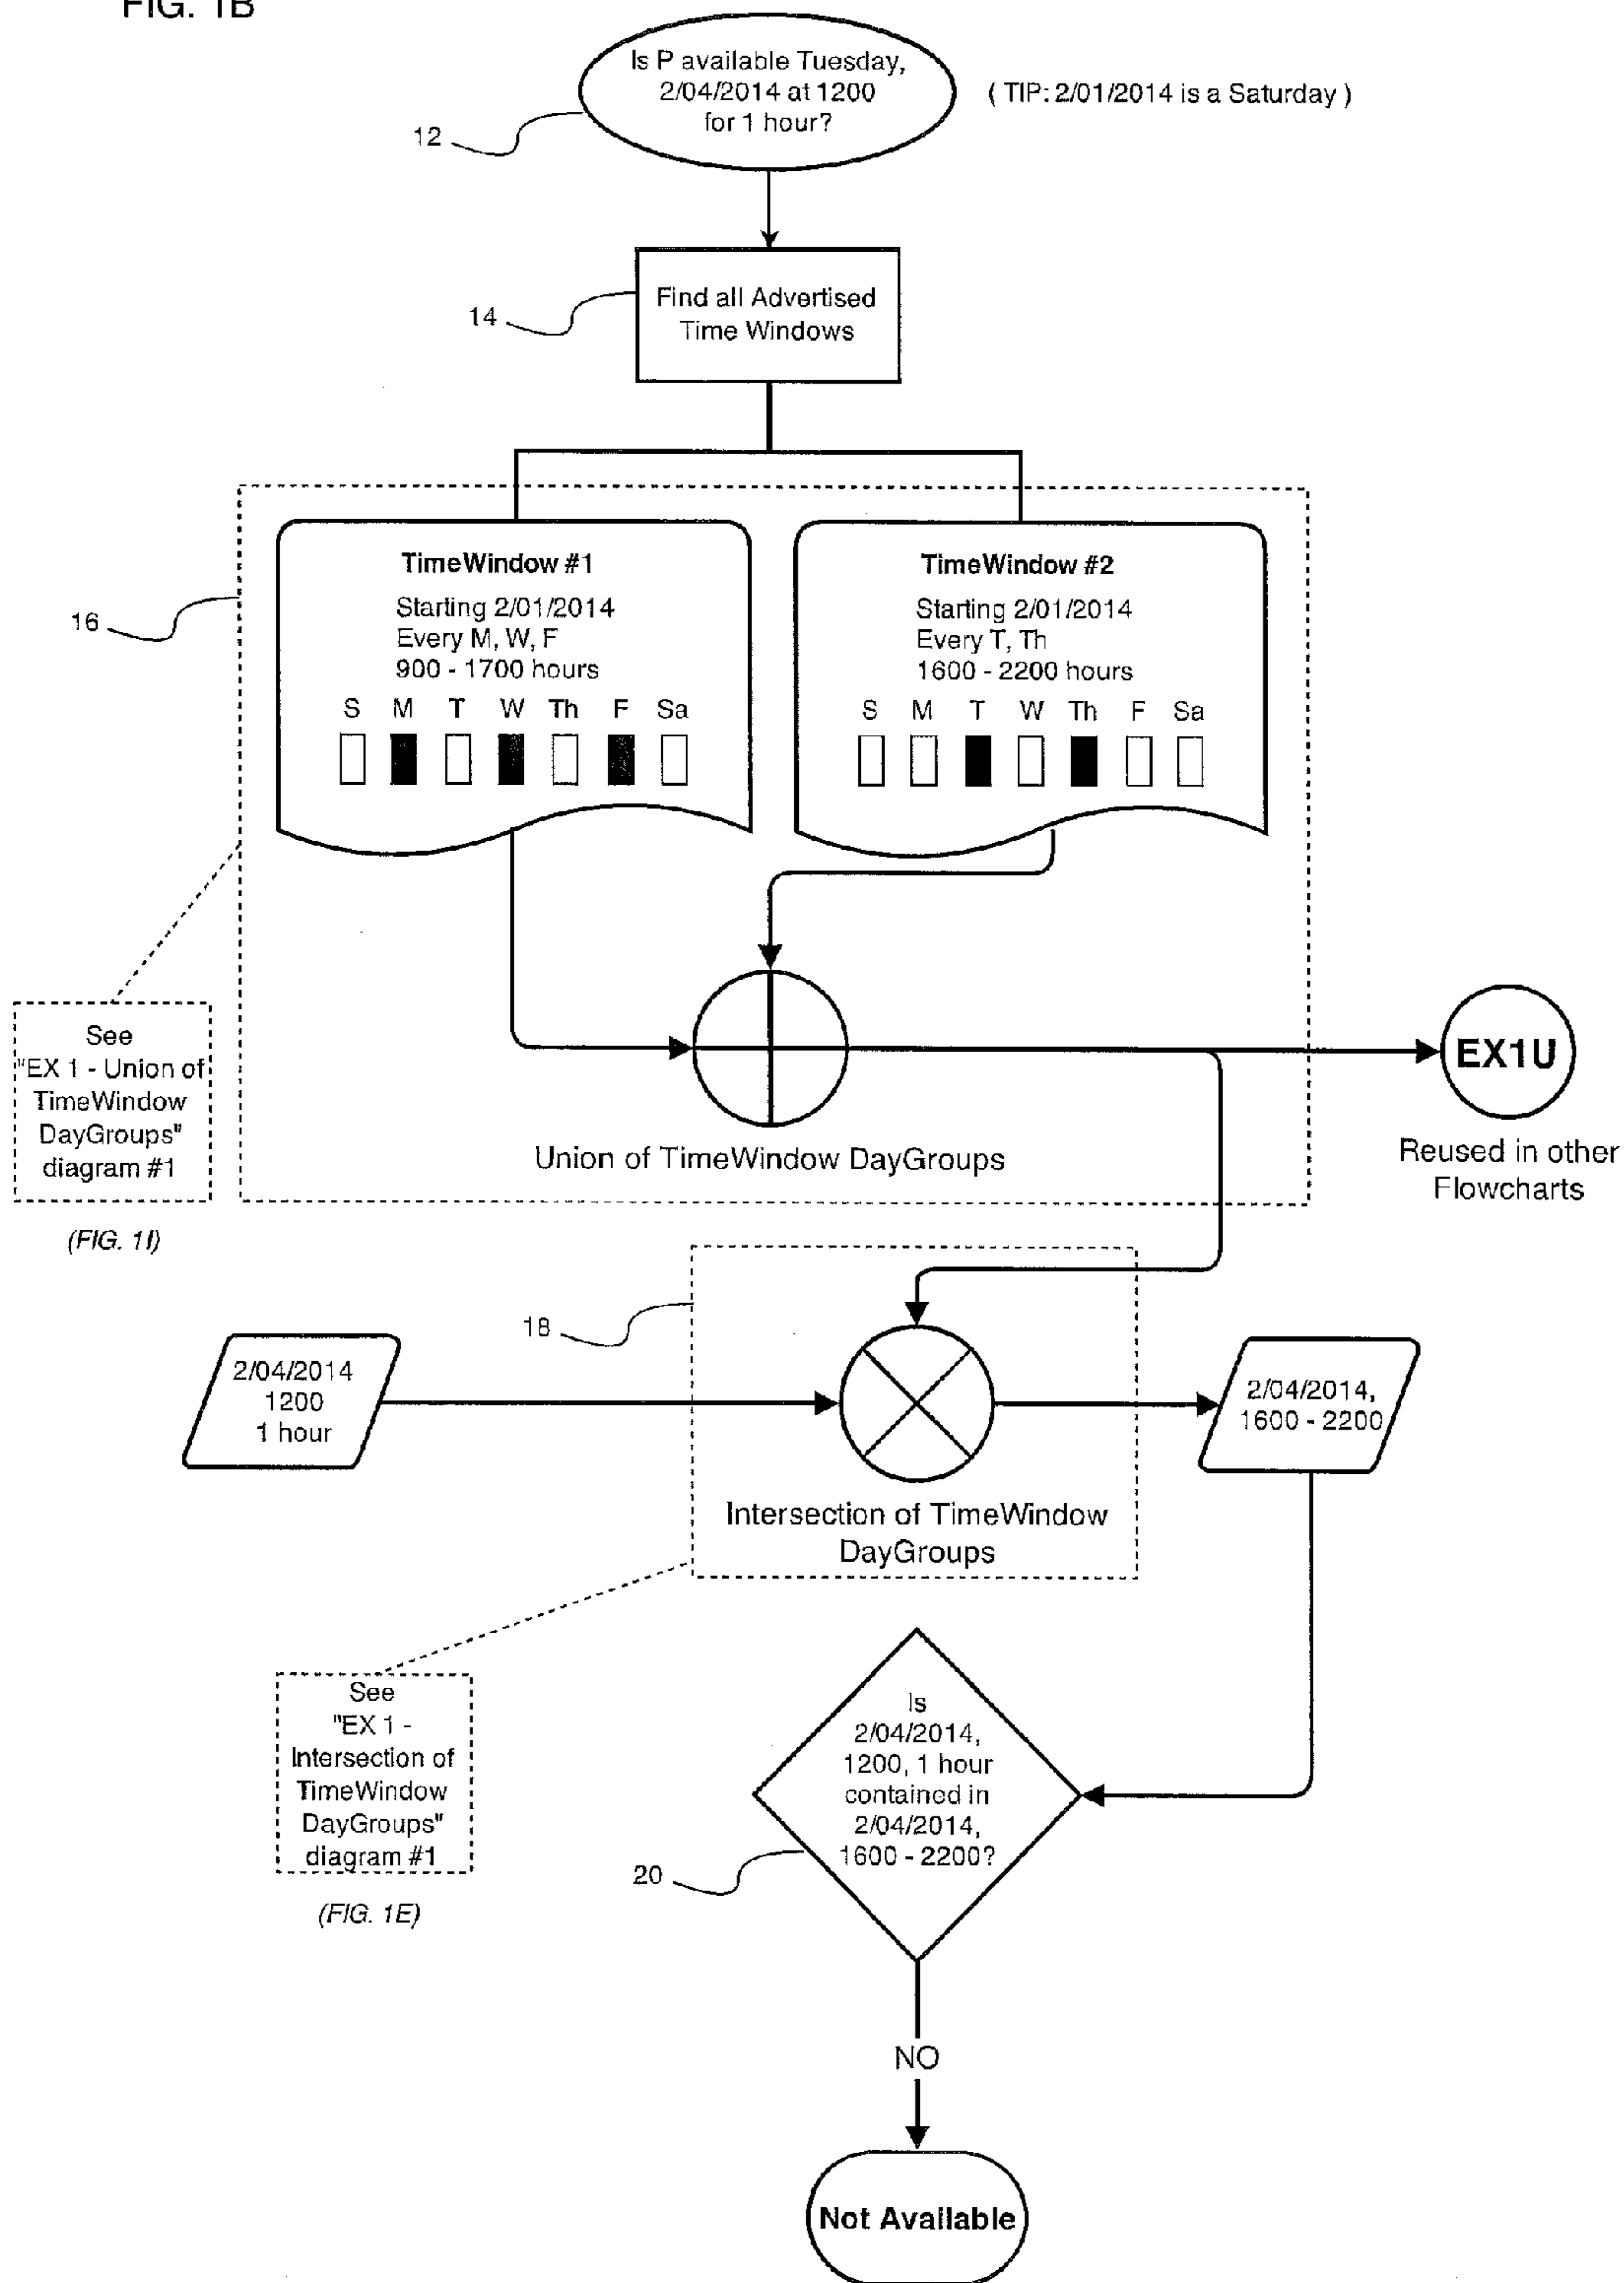 FIG. 1B
Is P available Tuesday,
2/04/2014 at 1200
for 1 hour?
( TIP: 2/01/2014 is a Saturday )
12
Find all Advertised
Time Windows
14
16
TimeWindow #1
Starting 2/01/2014
Every M, W, F
900 - 1700 hours
S M T W Th F Sa
TimeWindow #2
Starting 2/01/2014
Every T, Th
1600 - 2200 hours
S M T W Th F Sa
See
"EX 1 - Union of
TimeWindow
DayGroups"
diagram #1
(FIG. 1I)
Union of TimeWindow DayGroups
EX1U
Reused in other
Flowcharts
18
2/04/2014
1200
1 hour
2/04/2014,
1600 - 2200
Intersection of TimeWindow
DayGroups
See
"EX 1 -
Intersection of
TimeWindow
DayGroups"
diagram #1
(FIG. 1E)
Is
2/04/2014,
1200, 1 hour
contained in
2/04/2014,
1600 - 2200?
20
NO
Not Available